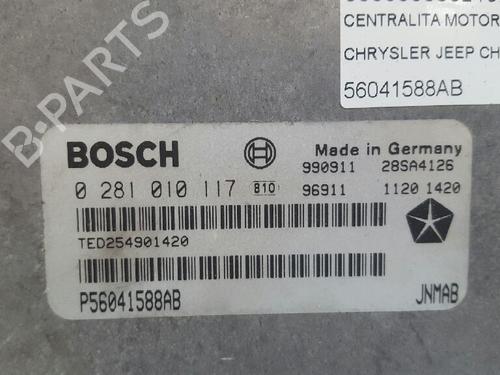 CENTRALITA MOTOR
CHRYSLER JEEP CH
56041588AB
B-PARTS
BOSCH
Made in Germany
990911 28SA4126
0 281 010 117 810 96911 1120 1420
TED254901420
P56041588AB JNMAB